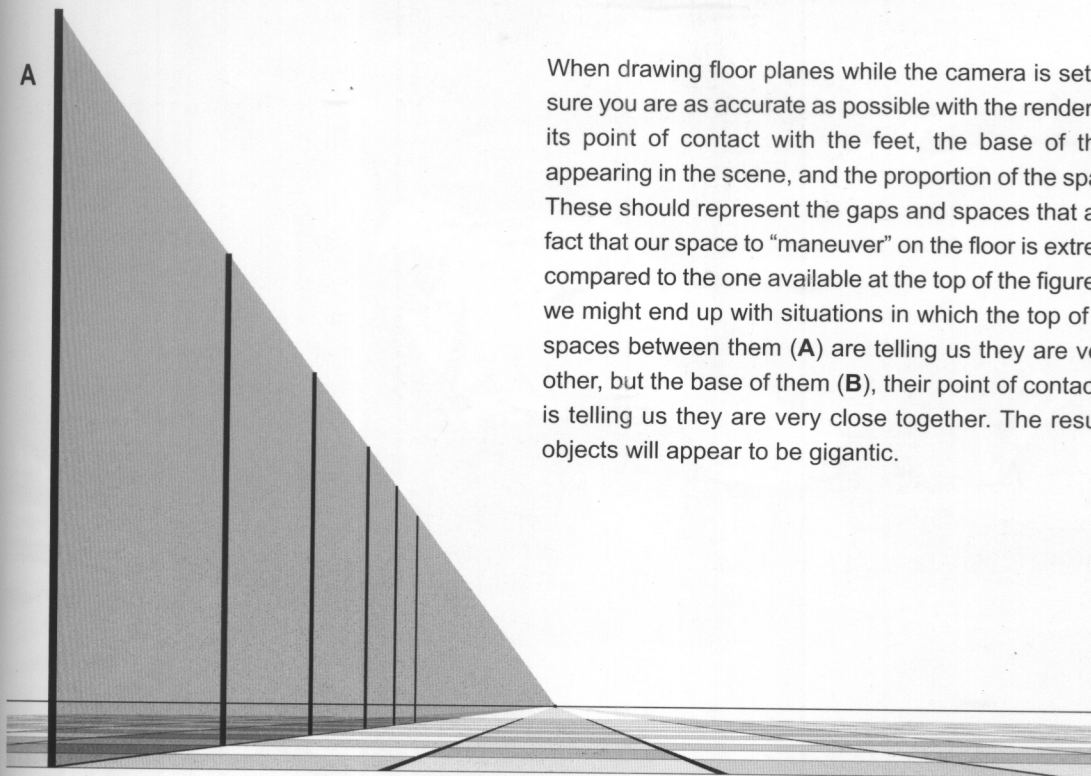 A
When drawing floor planes while the camera is set
sure you are as accurate as possible with the render
its point of contact with the feet, the base of th
appearing in the scene, and the proportion of the spa
These should represent the gaps and spaces that a
fact that our space to “maneuver” on the floor is extre
compared to the one available at the top of the figure
we might end up with situations in which the top of
spaces between them (A) are telling us they are ve
other, but the base of them (B), their point of contac
is telling us they are very close together. The resu
objects will appear to be gigantic.